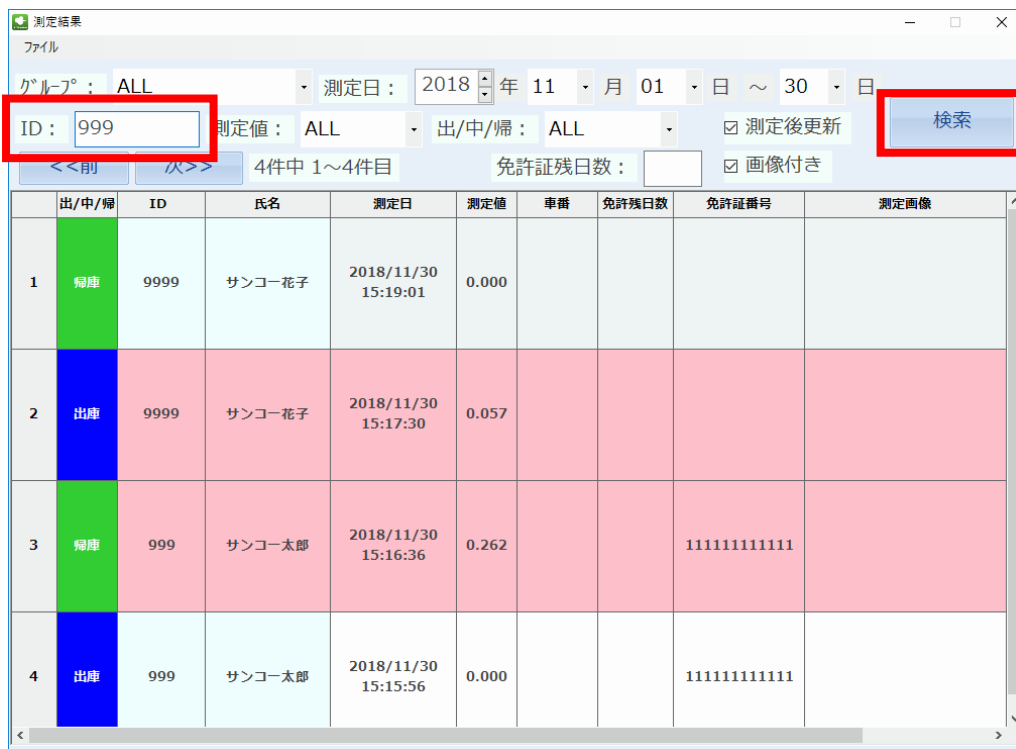 測定結果
ﾌｧｲﾙ
ｸﾞﾙｰﾌﾟ： ALL 測定日： 2018 年 11 月 01 日 ～ 30 日
ID： 999 測定値： ALL 出/中/帰： ALL 測定後更新 検索
<<前 次>> 4件中 1～4件目 免許証残日数： 画像付き
出/中/帰 ID 氏名 測定日 測定値 車番 免許残日数 免許証番号 測定画像
1 帰庫 9999 サンコー花子 2018/11/30 15:19:01 0.000
2 出庫 9999 サンコー花子 2018/11/30 15:17:30 0.057
3 帰庫 999 サンコー太郎 2018/11/30 15:16:36 0.262 111111111111
4 出庫 999 サンコー太郎 2018/11/30 15:15:56 0.000 111111111111